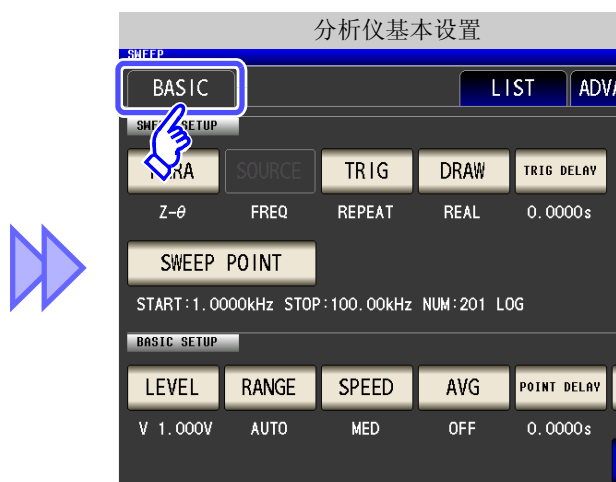 分析仪基本设置
SWEEP
BASIC LIST
SETUP
SOURCE TRIG DRAW TRIG DELAY
Z-θ FREQ REPEAT REAL 0.0000s
SWEEP POINT
START:1.0000kHz STOP:100.00kHz NUM:201 LOG
BASIC SETUP
LEVEL RANGE SPEED AVG POINT DELAY
V 1.000V AUTO MED OFF 0.0000s